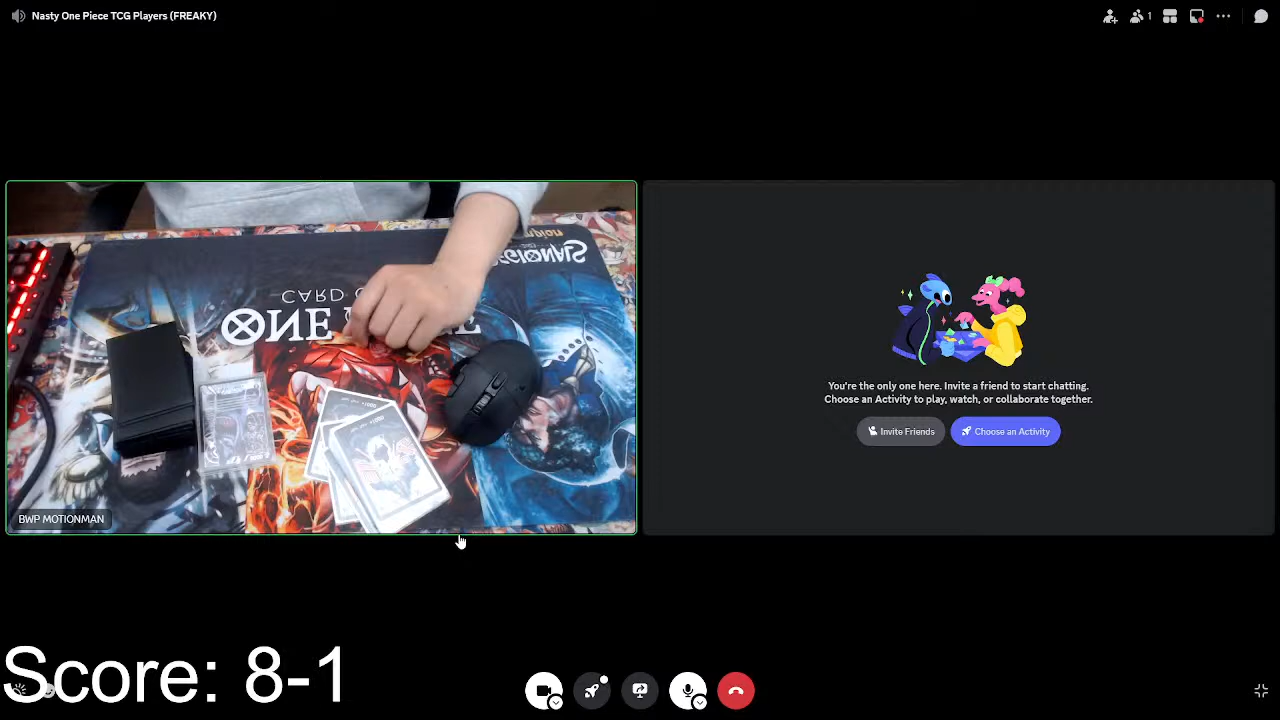 Nasty One Piece TCG Players (FREAKY)
1
CARD
ONE
BWP MOTIONMAN
You're the only one here. Invite a friend to start chatting.
Choose an Activity to play, watch, or collaborate together.
Invite Friends
Choose an Activity
Score: 8-1